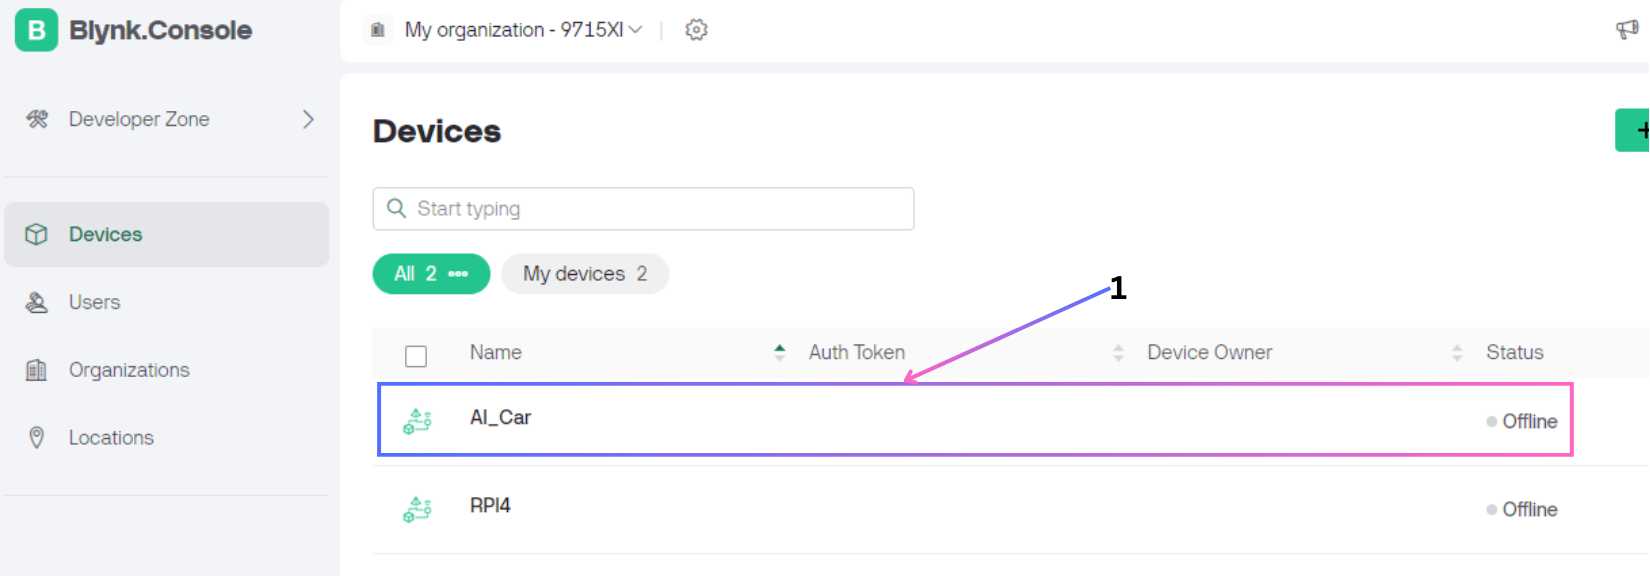 B Blynk.Console
My organization - 9715XI
Developer Zone
Devices
Users
Organizations
Locations
Devices
Start typing
All 2
My devices 2
1
Name Auth Token Device Owner Status
AI_Car Offline
RPI4 Offline